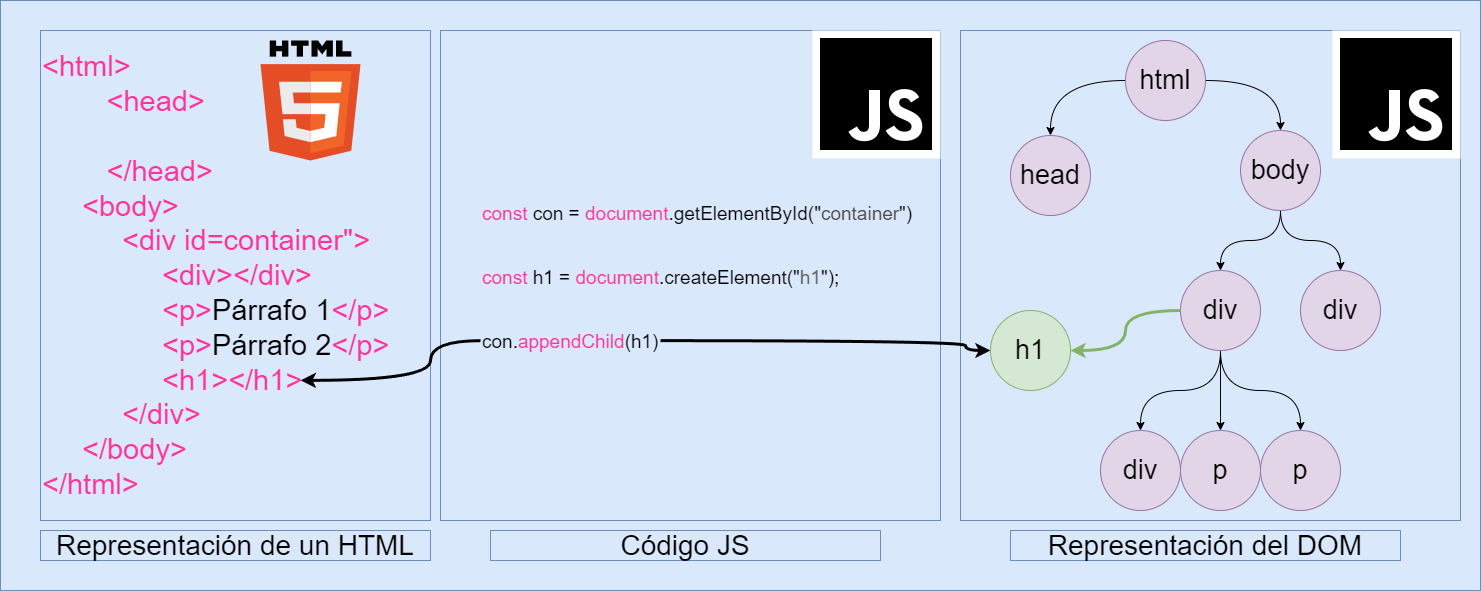 HTML
<html>
<head>
</head>
<body>
<div id=container">
<div></div>
<p>Párrafo 1</p>
<p>Párrafo 2</p>
<h1></h1>
</div>
</body>
</html>
Representación de un HTML
JS
const con = document.getElementById("container")
const h1 = document.createElement("h1");
con.appendChild(h1)
Código JS
JS
html
head
body
div
div
h1
div
p
p
Representación del DOM